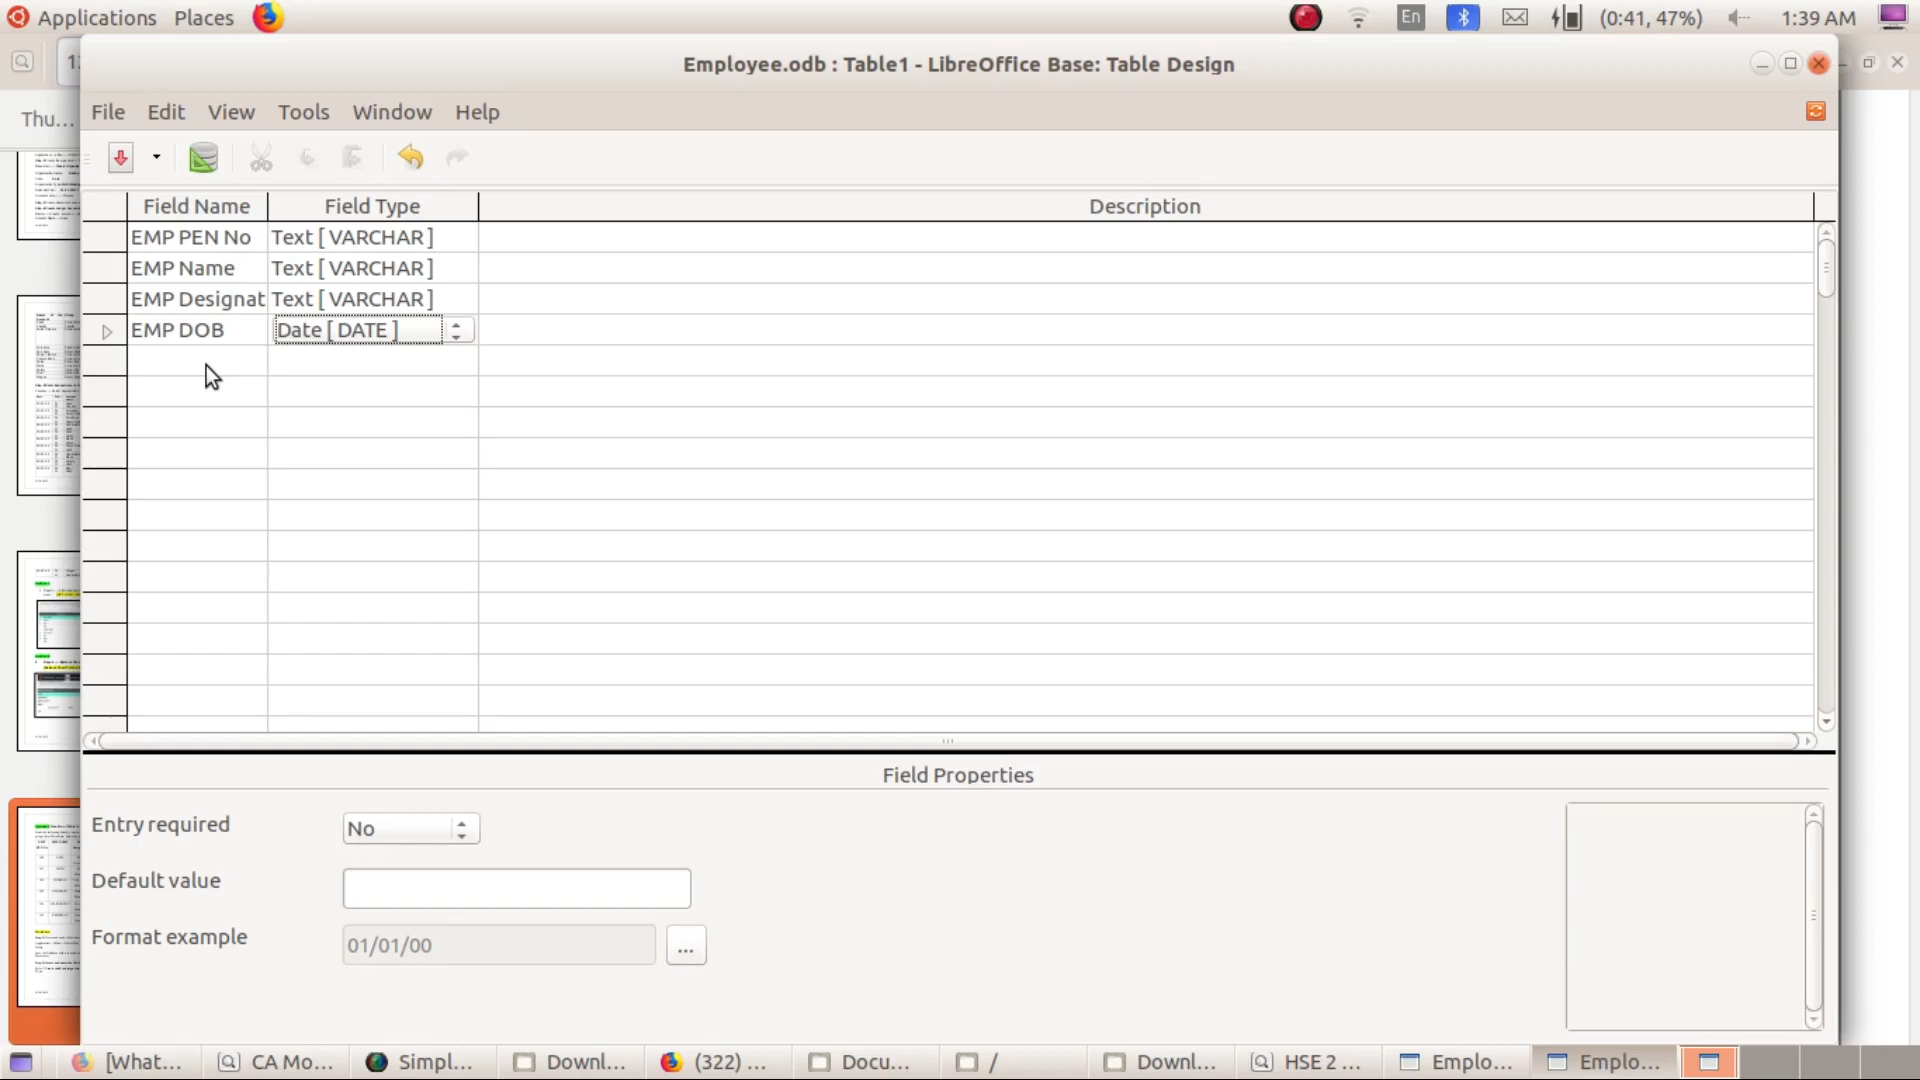 Applications Places
En
(0:41, 47%)
1:39 AM
Employee.odb : Table1 - LibreOffice Base: Table Design
Thu...
File Edit View Tools Window Help
Field Name Field Type Description
EMP PEN No Text [ VARCHAR ]
EMP Name Text [ VARCHAR ]
EMP Designat Text [ VARCHAR ]
EMP DOB Date [ DATE ]
Field Properties
Entry required No
Default value
Format example 01/01/00 ...
[What... CA Mo... Simpl... Downl... (322) ... Docu... / Downl... HSE 2 ... Emplo... Emplo...